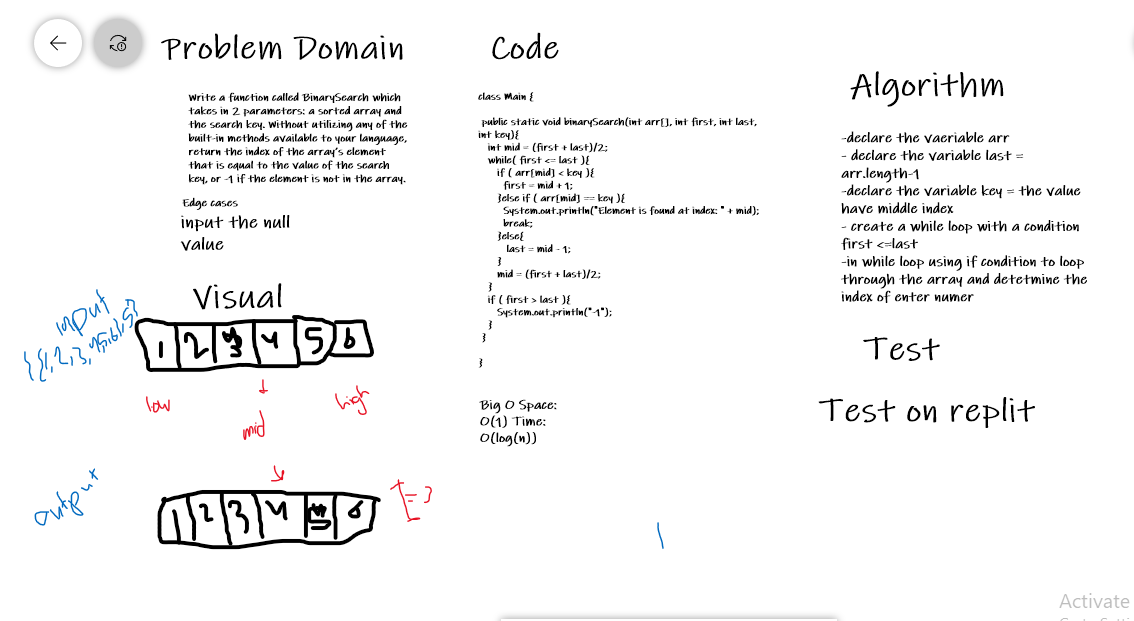 Problem Domain
Write a function called BinarySearch which
takes in 2 parameters: a sorted array and
the search key. Without utilizing any of the
built-in methods available to your language,
return the index of the array's element
that is equal to the value of the search
key, or -1 if the element is not in the array.
Edge cases
input the null
value
Visual
input
1 2 3 4 5 6
low
high
mid
output
1 2 3 4 6
Code
class Main {
public static void binarySearch(int arr[], int first, int last,
int key){
int mid = (first + last)/2;
while( first <= last ){
if ( arr[mid] < key ){
first = mid + 1;
}else if ( arr[mid] == key ){
System.out.println("Element is found at index: " + mid);
break;
}else{
last = mid - 1;
}
mid = (first + last)/2;
}
if ( first > last ){
System.out.println("-1");
}
}
}
Big O Space:
O(1) Time:
O(log(n))
Algorithm
-declare the vaeriable arr
- declare the variable last =
arr.length-1
-declare the variable key = the value
have middle index
- create a while loop with a condition
first <=last
-in while loop using if condition to loop
through the array and detetmine the
index of enter numer
Test
Test on replit
Activate